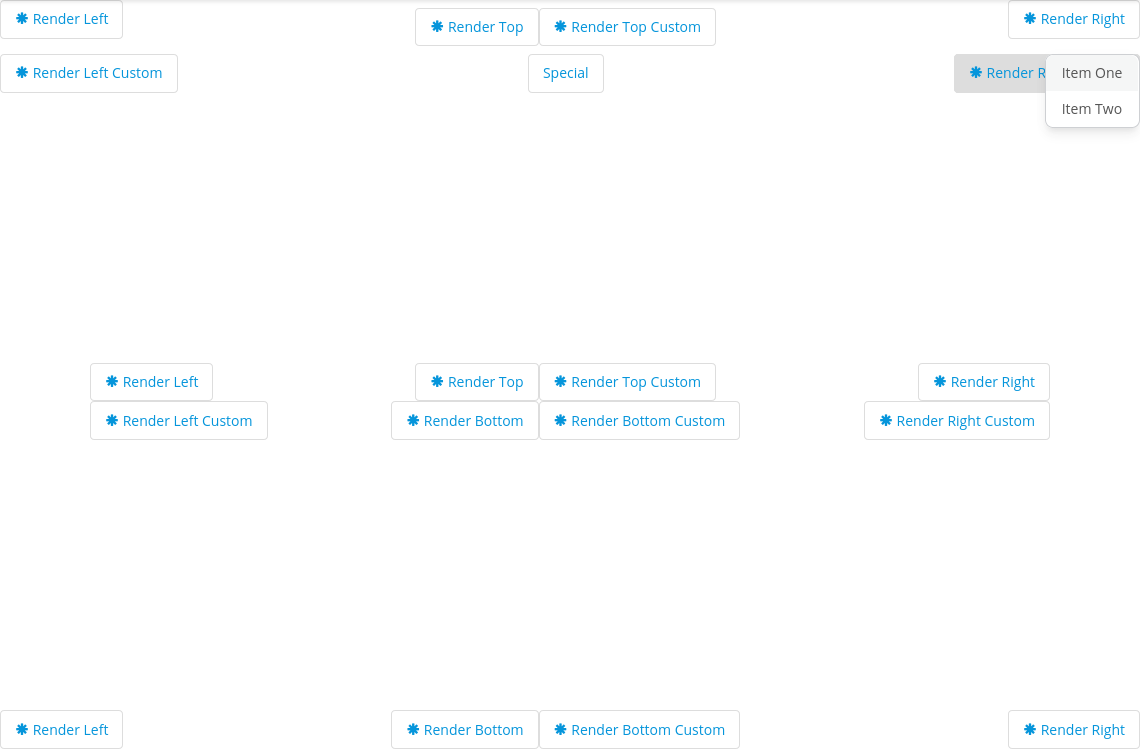 Render Left
Render Top
Render Top Custom
Render Right
Render Left Custom
Special
Render R
Item One
Item Two
Render Left
Render Top
Render Top Custom
Render Right
Render Left Custom
Render Bottom
Render Bottom Custom
Render Right Custom
Render Left
Render Bottom
Render Bottom Custom
Render Right